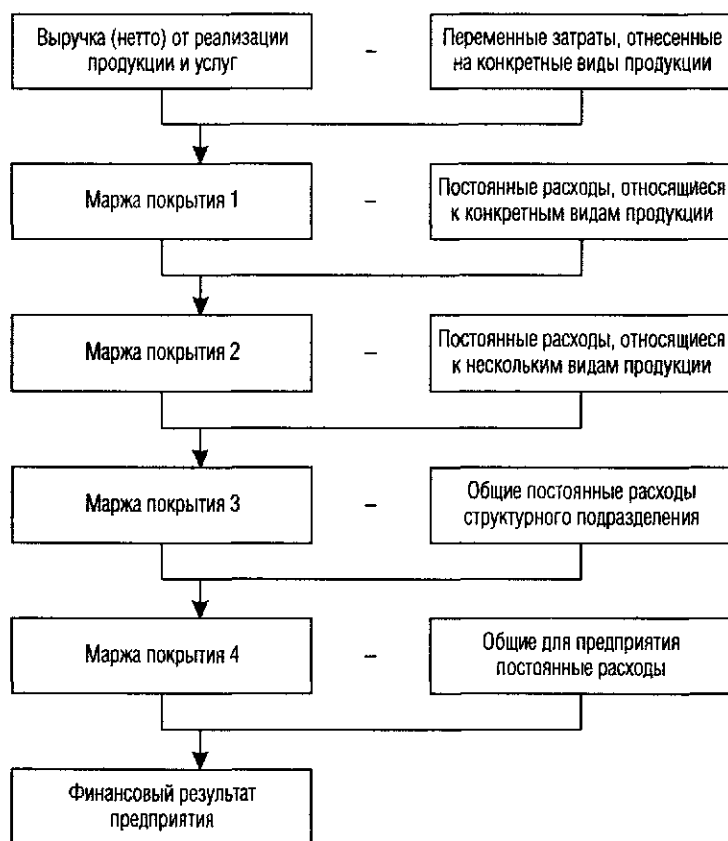 Выручка (нетто) от реализации
продукции и услуг
–
Переменные затраты, отнесенные
на конкретные виды продукции
Маржа покрытия 1
–
Постоянные расходы, относящиеся
к конкретным видам продукции
Маржа покрытия 2
–
Постоянные расходы, относящиеся
к нескольким видам продукции
Маржа покрытия 3
–
Общие постоянные расходы
структурного подразделения
Маржа покрытия 4
–
Общие для предприятия
постоянные расходы
Финансовый результат
предприятия